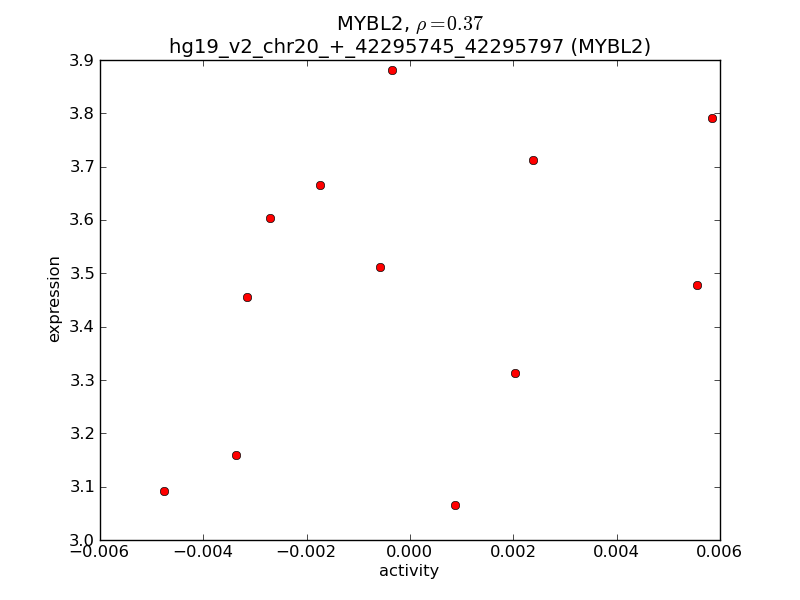 MYBL2, ρ=0.37
hg19_v2_chr20_+_42295745_42295797 (MYBL2)
3.9
3.8
3.7
3.6
3.5
3.4
3.3
3.2
3.1
3.0
expression
−0.006 −0.004 −0.002 0.000 0.002 0.004 0.006
activity